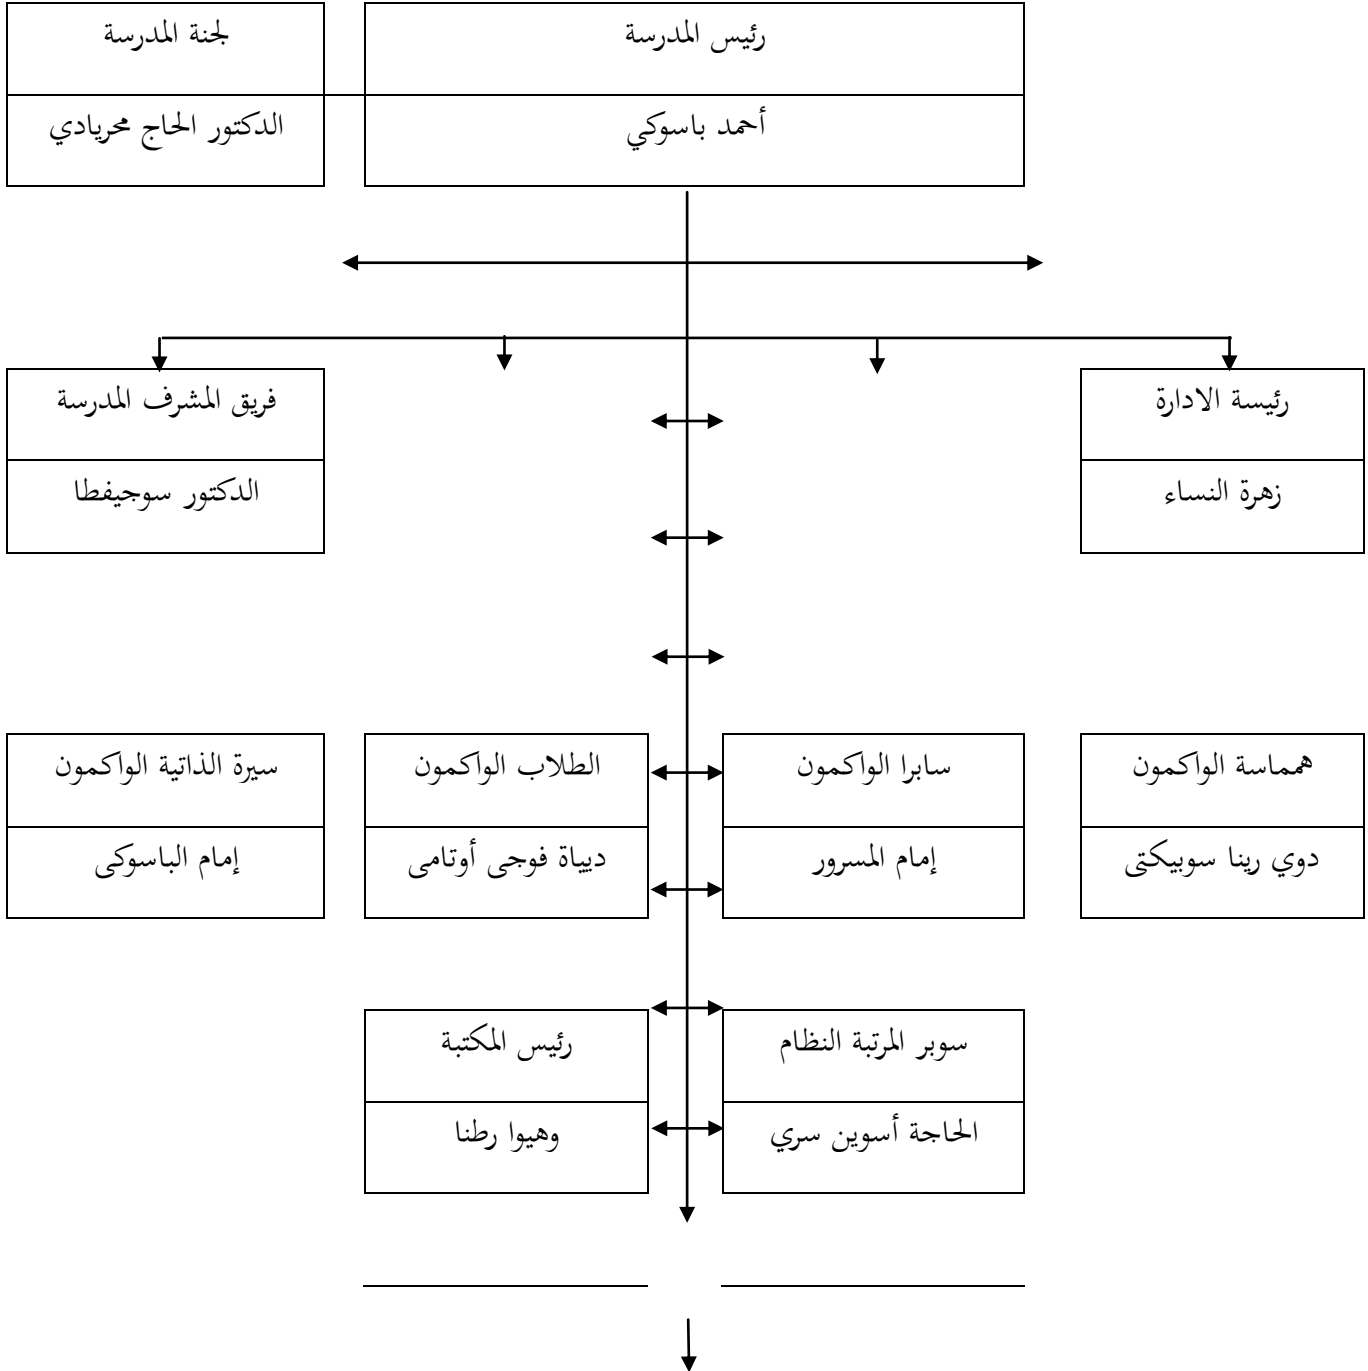 رئيس المدرسة
أحمد باسوكي
لجنة المدرسة
الدكتور الحاج محريادي
رئيسة الادارة
زهرة النساء
فريق المشرف المدرسة
الدكتور سوجيفطا
همماسة الواكمون
دوي رينا سوبيكتى
سابرا الواكمون
إمام المسرور
الطلاب الواكمون
ديياة فوجى أوتامى
سيرة الذاتية الواكمون
إمام الباسوكى
سوبر المرتبة النظام
الحاجة أسوين سري
رئيس المكتبة
وهيوا رطنا